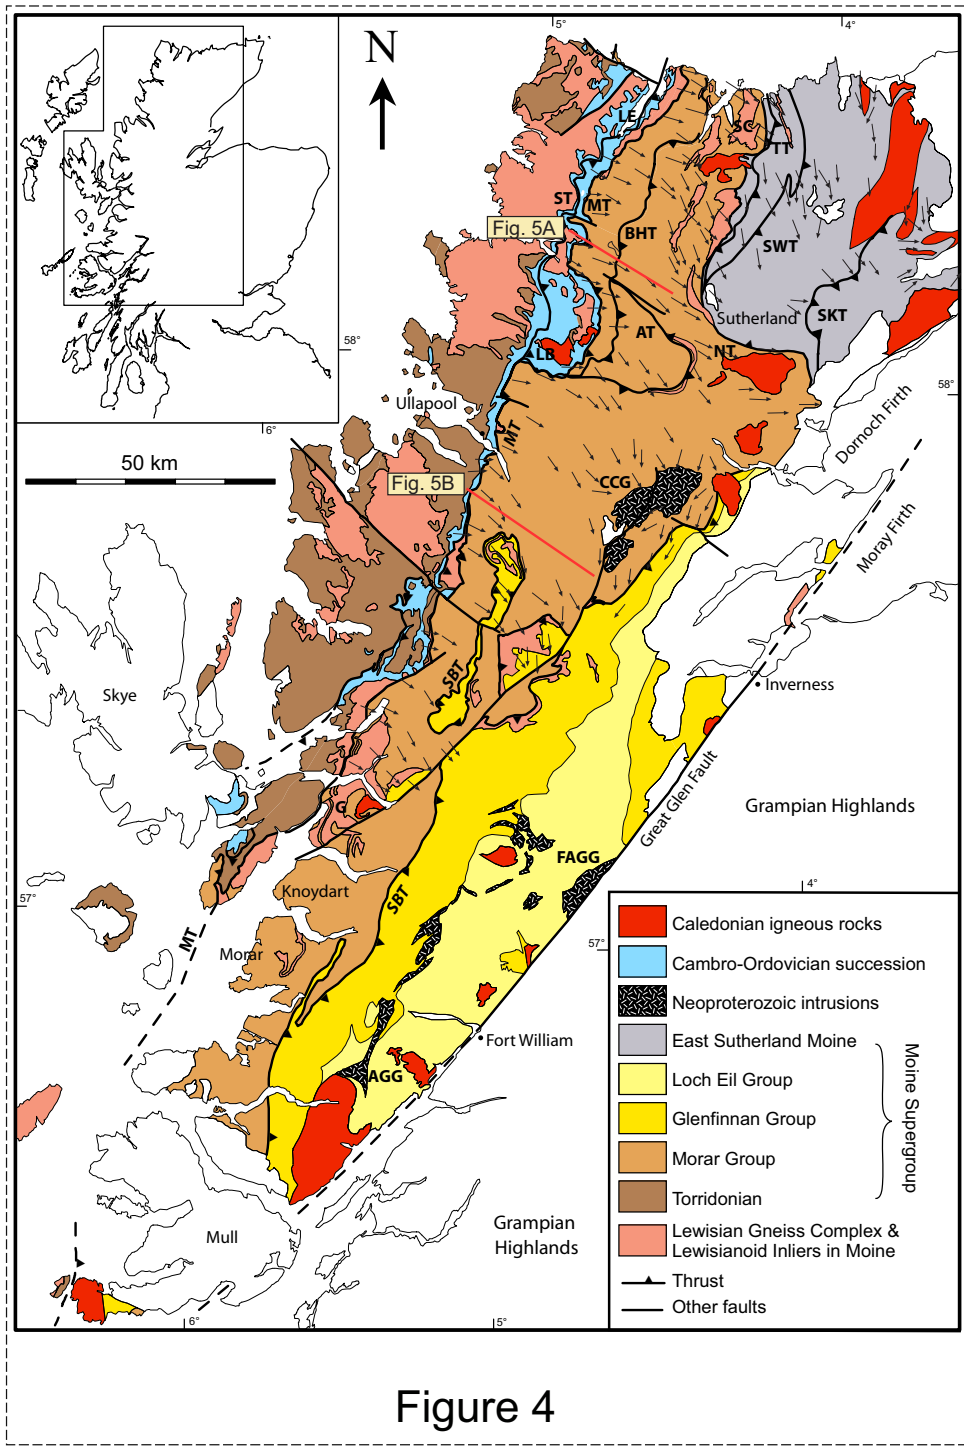 5°
4°
N
LE
SC
TT
ST
MT
Fig. 5A
BHT
SWT
Sutherland
SKT
58°
AT
LB
NT
58°
Ullapool
Dornoch Firth
6°
MT
50 km
CCG
Fig. 5B
Moray Firth
SBT
Skye
Inverness
Great Glen Fault
Grampian Highlands
G
FAGG
57°
Knoydart
SBT
4°
MT
Morar
57°
Fort William
AGG
Mull
Grampian
Highlands
6°
5°
Caledonian igneous rocks
Cambro-Ordovician succession
Neoproterozoic intrusions
East Sutherland Moine
Loch Eil Group
Glenfinnan Group
Morar Group
Torridonian
Moine Supergroup
Lewisian Gneiss Complex &
Lewisianoid Inliers in Moine
Thrust
Other faults
Figure 4